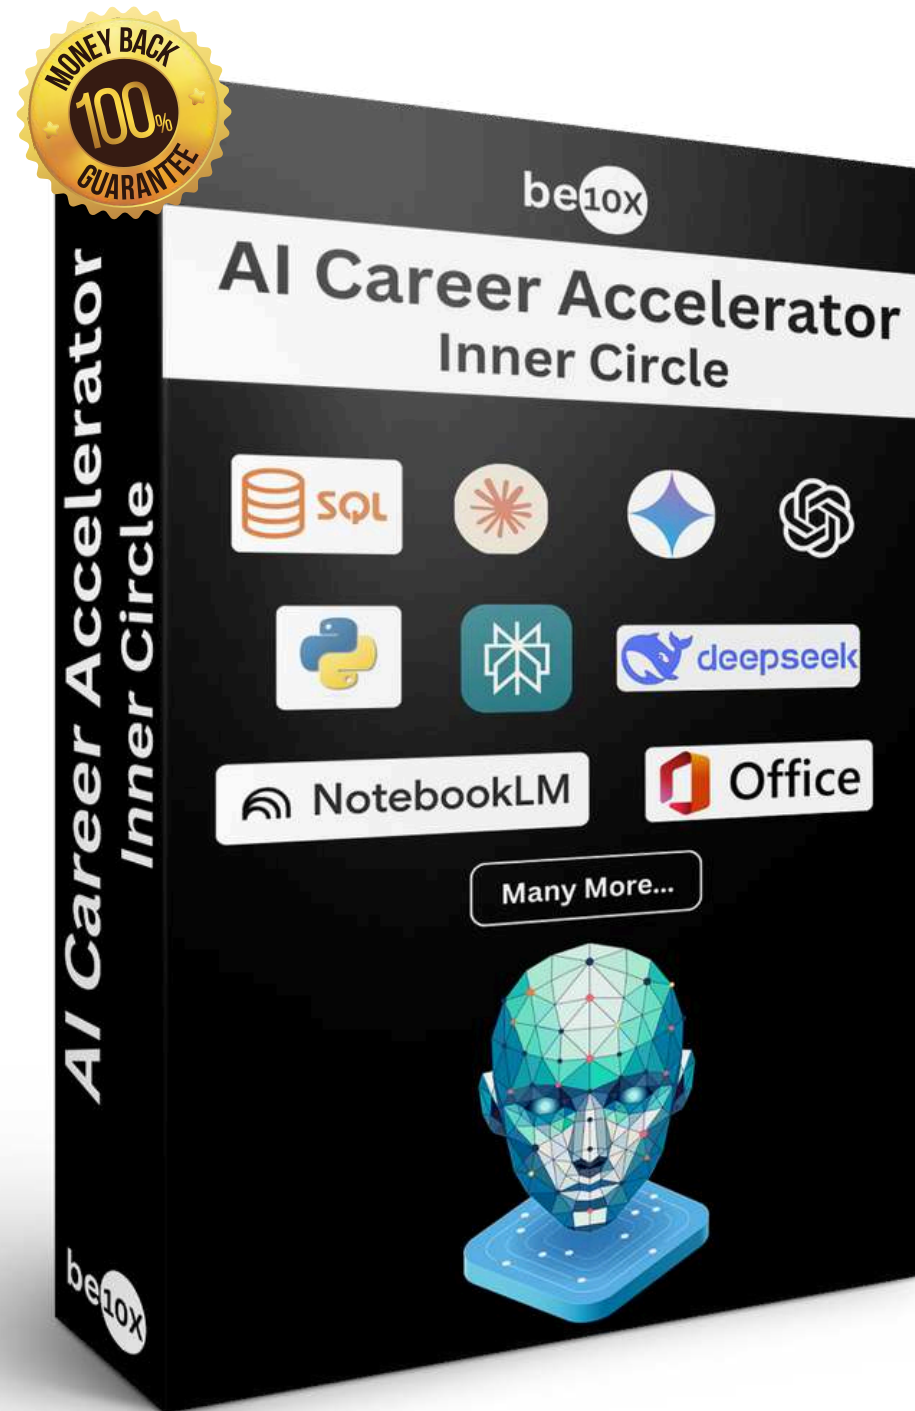 MONEY BACK
100%
GUARANTEE
be10X
AI Career Accelerator
Inner Circle
SQL
deepseek
NotebookLM
Office
Many More...
AI Career Accelerator
Inner Circle
be10X